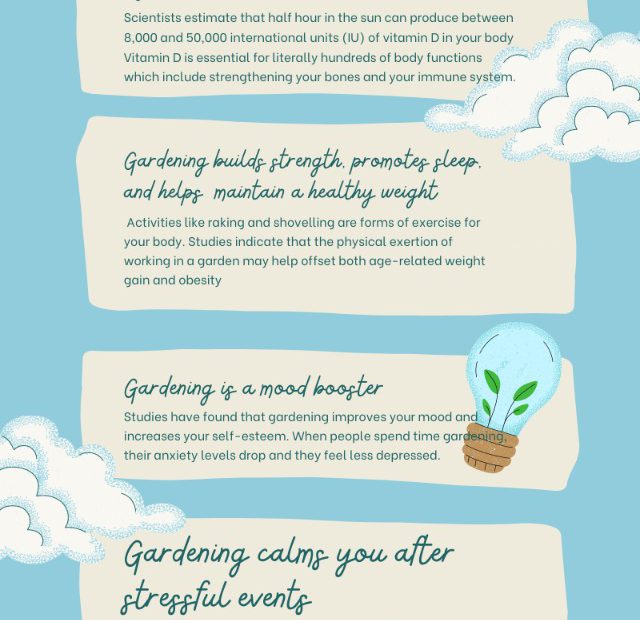 Scientists estimate that half hour in the sun can produce between
8,000 and 50,000 international units (IU) of vitamin D in your body
Vitamin D is essential for literally hundreds of body functions
which include strengthening your bones and your immune system.
Gardening builds strength, promotes sleep,
and helps maintain a healthy weight
Activities like raking and shovelling are forms of exercise for
your body. Studies indicate that the physical exertion of
working in a garden may help offset both age-related weight
gain and obesity
Gardening is a mood booster
Studies have found that gardening improves your mood and
increases your self-esteem. When people spend time gardening,
their anxiety levels drop and they feel less depressed.
Gardening calms you after
stressful events